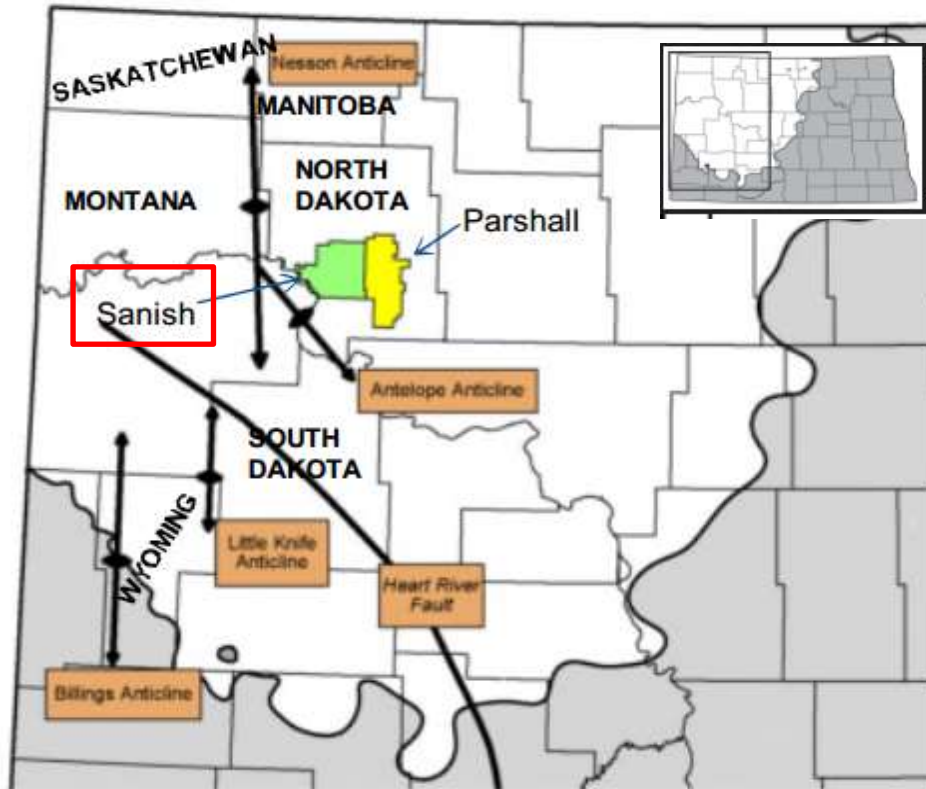 SASKATCHEWAN
Nesson Anticline
MANITOBA
MONTANA
NORTH
DAKOTA
Parshall
Sanish
Antelope Anticline
SOUTH
DAKOTA
WYOMING
Little Knife
Anticline
Heart River
Fault
Billings Anticline